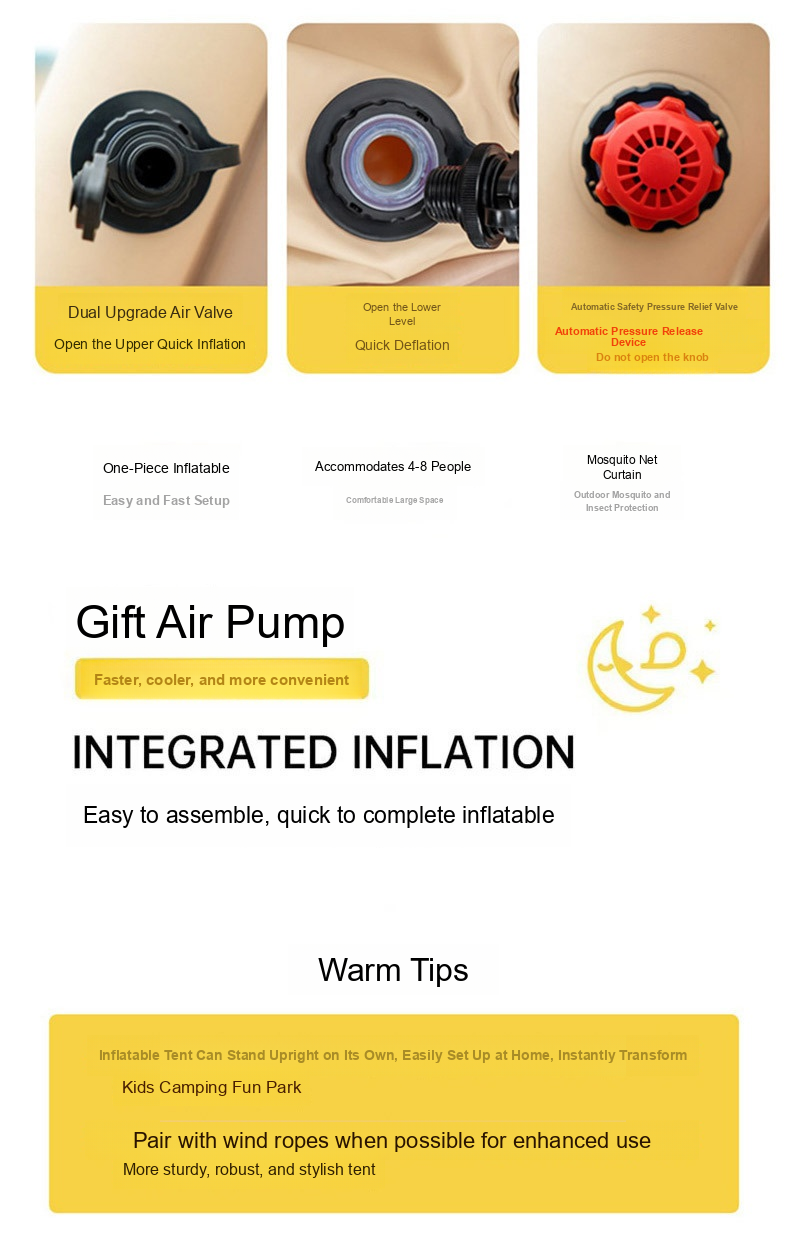 Dual Upgrade Air Valve
Open the Upper Quick Inflation
Open the Lower
Level
Quick Deflation
Automatic Safety Pressure Relief Valve
Automatic Pressure Release
Device
Do not open the knob
One-Piece Inflatable
Easy and Fast Setup
Accommodates 4-8 People
Comfortable Large Space
Mosquito Net
Curtain
Outdoor Mosquito and
Insect Protection
Gift Air Pump
Faster, cooler, and more convenient
INTEGRATED INFLATION
Easy to assemble, quick to complete inflatable
Warm Tips
Inflatable Tent Can Stand Upright on Its Own, Easily Set Up at Home, Instantly Transform
Kids Camping Fun Park
Pair with wind ropes when possible for enhanced use
More sturdy, robust, and stylish tent